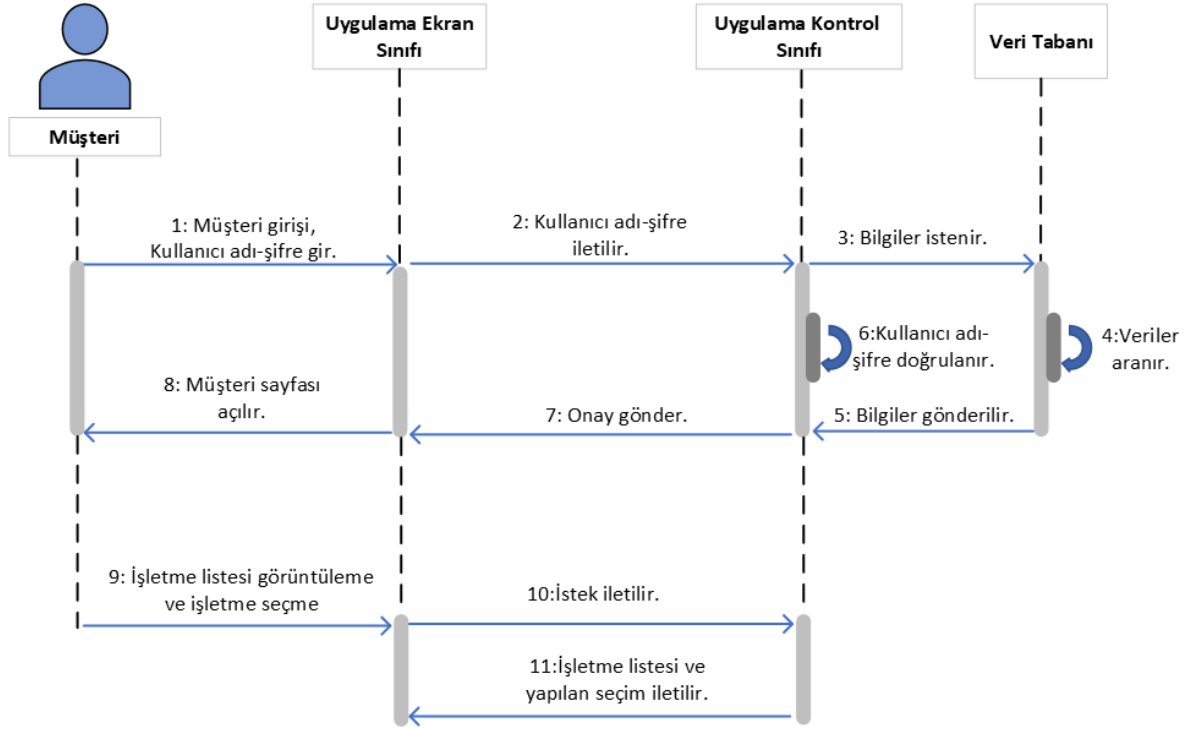 Müşteri
Uygulama Ekran
Sınıfı
Uygulama Kontrol
Sınıfı
Veri Tabanı
1: Müşteri girişi,
Kullanıcı adı-şifre gir.
2: Kullanıcı adı-şifre
iletilir.
3: Bilgiler istenir.
4:Veriler
aranır.
5: Bilgiler gönderilir.
6:Kullanıcı adı-
şifre doğrulanır.
7: Onay gönder.
8: Müşteri sayfası
açılır.
9: İşletme listesi görüntüleme
ve işletme seçme
10:İstek iletilir.
11:İşletme listesi ve
yapılan seçim iletilir.